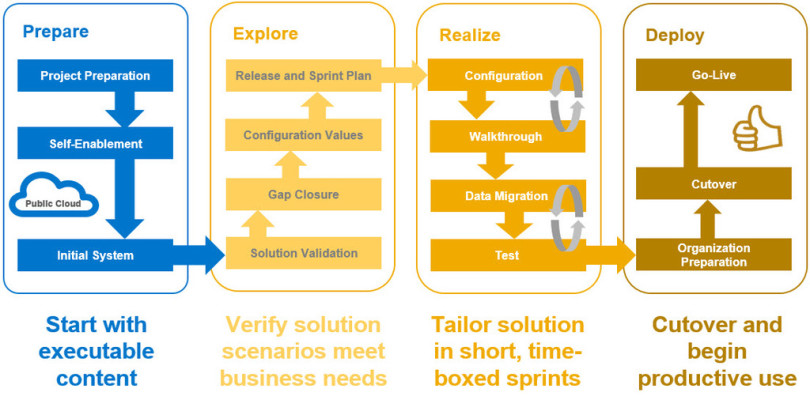 Prepare
Project Preparation
Self-Enablement
Public Cloud
Initial System
Start with
executable
content
Explore
Release and Sprint Plan
Configuration Values
Gap Closure
Solution Validation
Verify solution
scenarios meet
business needs
Realize
Configuration
Walkthrough
Data Migration
Test
Tailor solution
in short, time-
boxed sprints
Deploy
Go-Live
Cutover
Organization
Preparation
Cutover and
begin
productive use